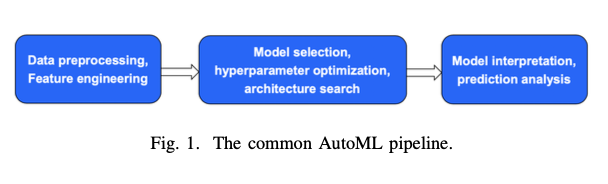 Data preprocessing,
Feature engineering
Model selection,
hyperparameter optimization,
architecture search
Model interpretation,
prediction analysis
Fig. 1. The common AutoML pipeline.